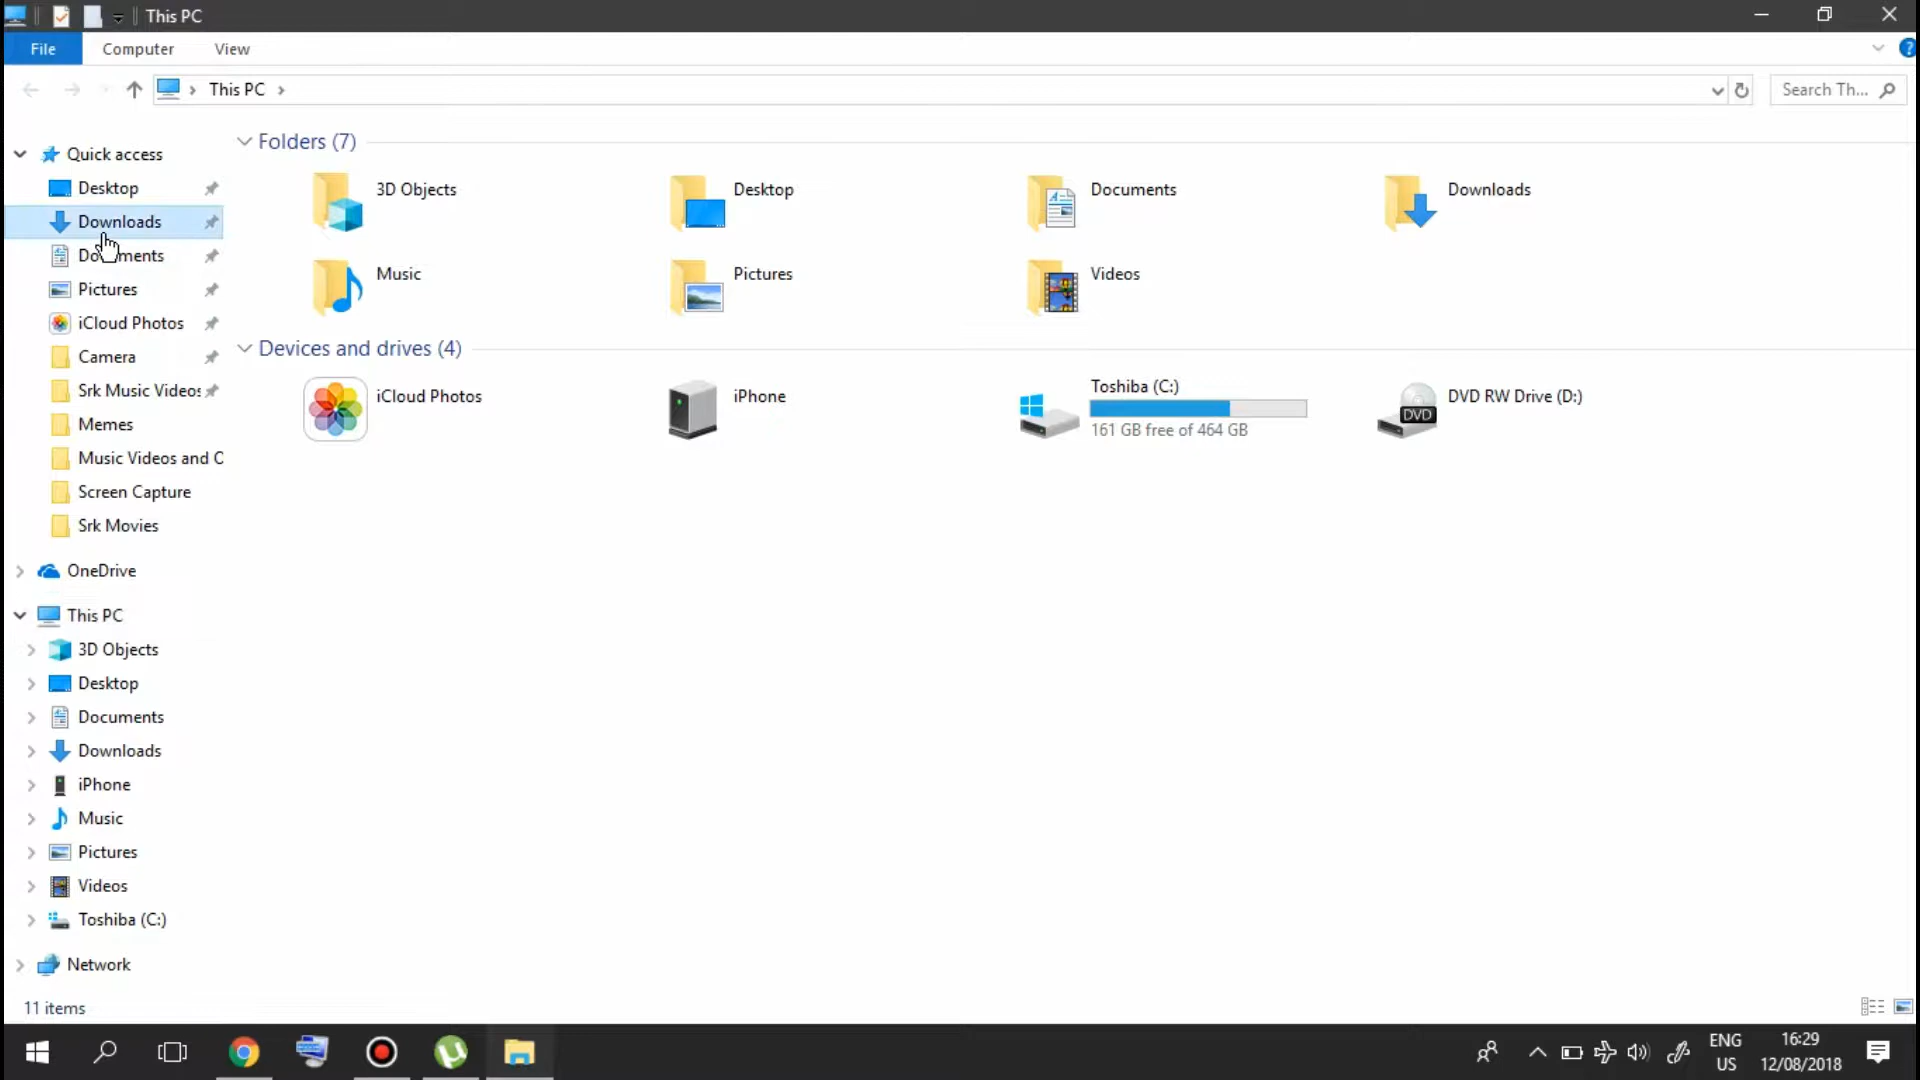 This PC
File Computer View
This PC
Search Th...
Quick access
Desktop
Downloads
Documents
Pictures
iCloud Photos
Camera
Srk Music Videos
Memes
Music Videos and C
Screen Capture
Srk Movies
OneDrive
This PC
3D Objects
Desktop
Documents
Downloads
iPhone
Music
Pictures
Videos
Toshiba (C:)
Network
11 items
Folders (7)
3D Objects
Desktop
Documents
Downloads
Music
Pictures
Videos
Devices and drives (4)
iCloud Photos
iPhone
Toshiba (C:)
161 GB free of 464 GB
DVD
DVD RW Drive (D:)
ENG
US
16:29
12/08/2018